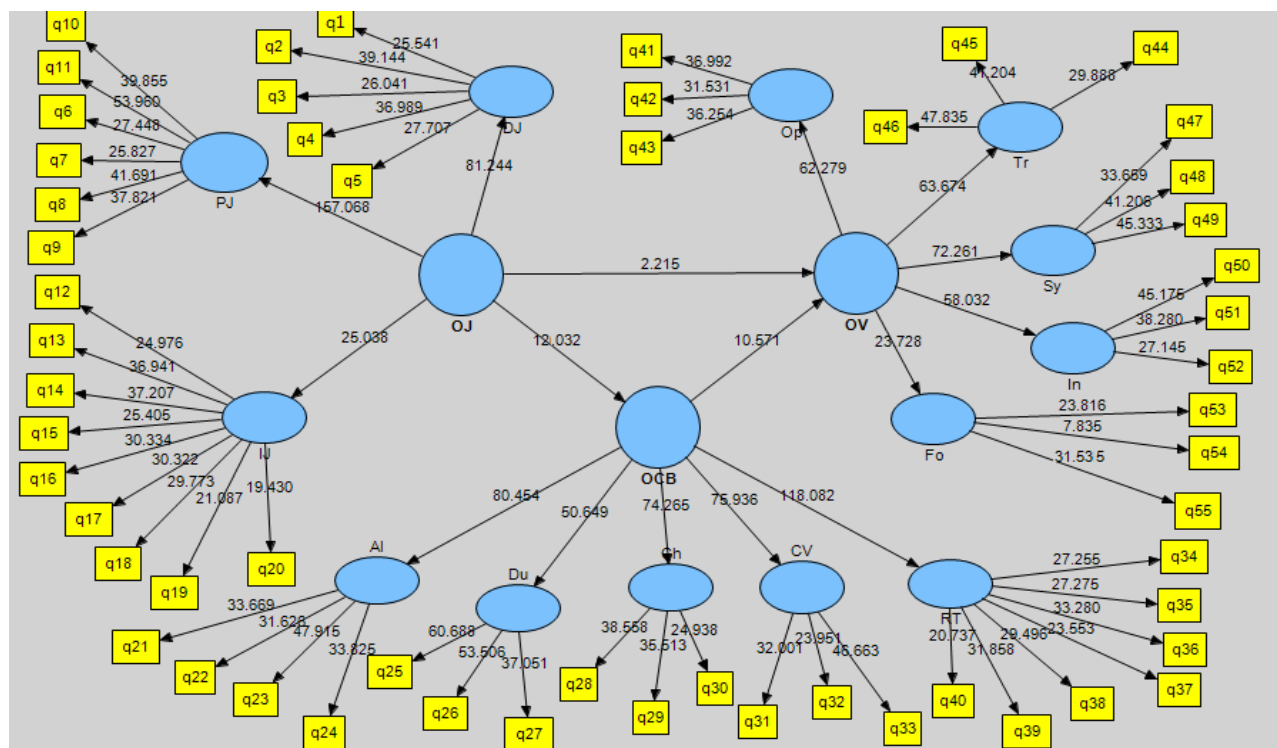 q10
q11
q6
q7
q8
q9
39.855
53.960
27.448
25.827
41.691
37.821
PJ
q1
q2
q3
q4
q5
25.541
39.144
26.041
36.989
27.707
DJ
81.244
157.068
q41
q42
q43
36.992
31.531
36.254
Op
62.279
q45
q44
q46
41.204
29.888
47.835
Tr
63.674
q47
q48
q49
33.659
41.206
45.333
Sy
72.261
OJ
2.215
OV
q50
q51
q52
45.175
38.280
27.145
In
58.032
q12
q13
q14
q15
q16
q17
q18
q19
q20
24.976
36.941
37.207
25.405
30.334
30.322
29.773
21.087
19.430
IJ
25.038
12.032
10.571
23.728
q53
q54
q55
23.816
7.835
31.535
Fo
OCB
80.454
50.649
74.265
75.936
118.082
Al
q21
q22
q23
q24
33.669
31.628
47.915
33.825
Du
q25
q26
q27
60.688
53.506
37.051
Ch
q28
q29
q30
38.558
35.513
24.938
CV
q31
q32
q33
32.001
23.951
46.663
RT
q34
q35
q36
q37
q38
q39
q40
27.255
27.275
33.280
23.553
29.496
31.858
20.737